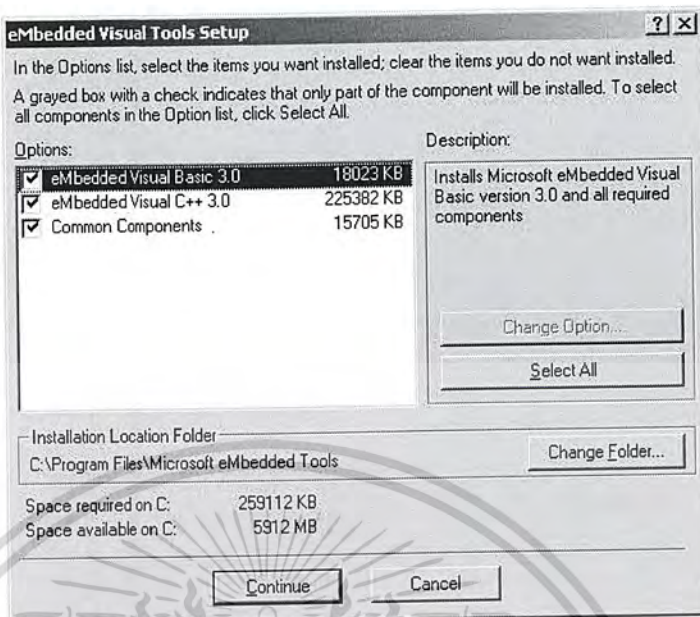 eMbedded Visual Tools Setup
? ×
In the Options list, select the items you want installed; clear the items you do not want installed.
A grayed box with a check indicates that only part of the component will be installed. To select
all components in the Option list, click Select All.
Options:
eMbedded Visual Basic 3.0 18023 KB
eMbedded Visual C++ 3.0 225382 KB
Common Components 15705 KB
Description:
Installs Microsoft eMbedded Visual
Basic version 3.0 and all required
components
Change Option...
Select All
Installation Location Folder
C:\Program Files\Microsoft eMbedded Tools
Change Folder...
Space required on C: 259112 KB
Space available on C: 5912 MB
Continue
Cancel